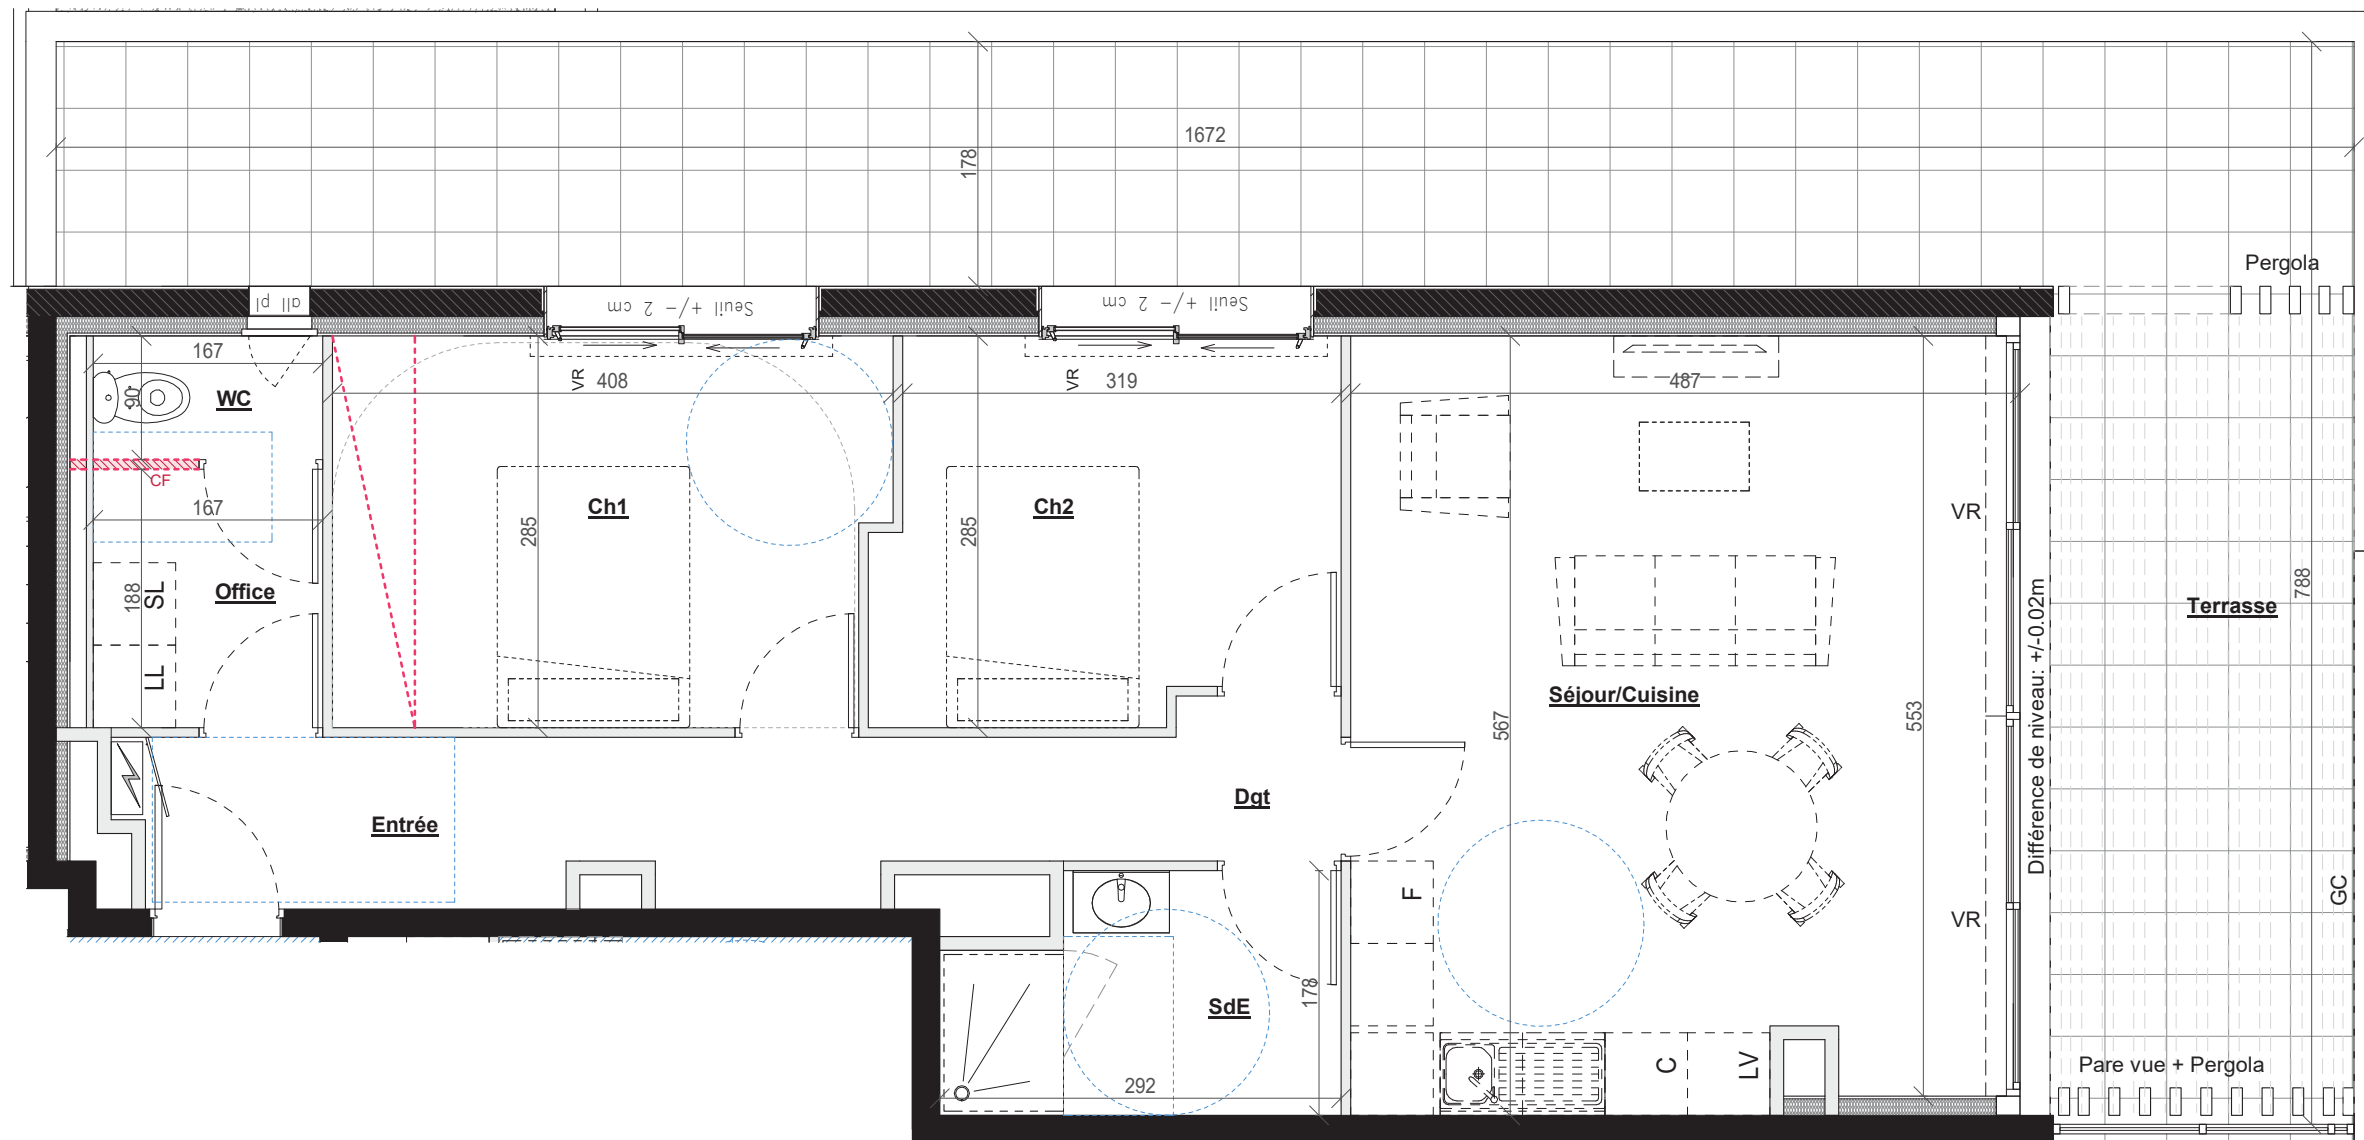 1672
178
Pergola
all pl
Seuil +/− 2 cm
Seuil +/− 2 cm
167
90
WC
VR
408
VR
319
487
CF
167
Ch1
Ch2
285
285
VR
188
SL
Office
LL
788
Terrasse
Différence de niveau: +/-0.02m
Séjour/Cuisine
567
553
Dgt
Entrée
F
GC
VR
178
SdE
292
C
LV
Pare vue + Pergola